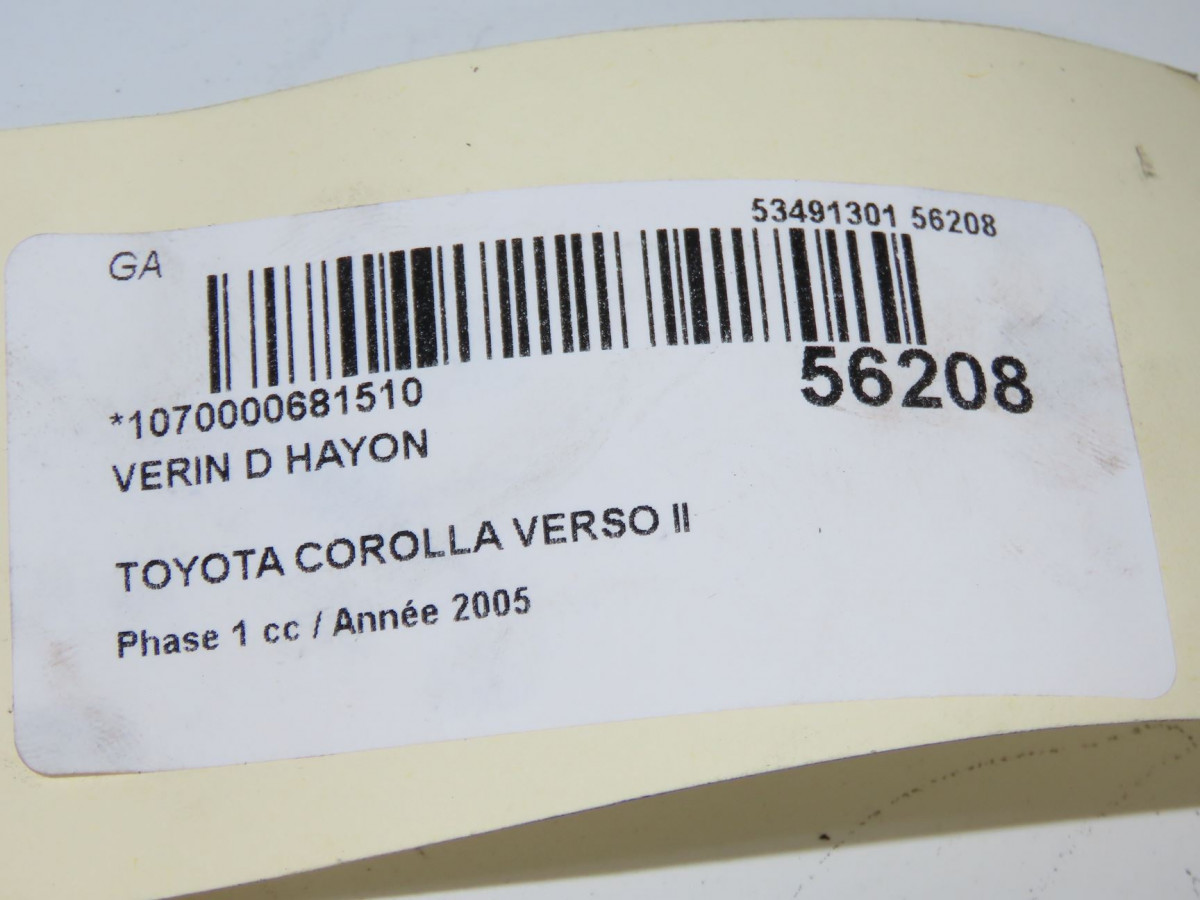 53491301 56208
GA
56208
*1070000681510
VERIN D HAYON
TOYOTA COROLLA VERSO II
Phase 1 cc / Année 2005